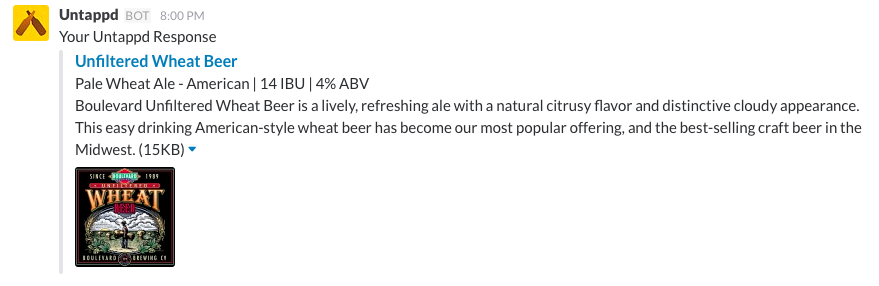 Untappd BOT 8:00 PM
Your Untappd Response
Unfiltered Wheat Beer
Pale Wheat Ale - American | 14 IBU | 4% ABV
Boulevard Unfiltered Wheat Beer is a lively, refreshing ale with a natural citrusy flavor and distinctive cloudy appearance.
This easy drinking American-style wheat beer has become our most popular offering, and the best-selling craft beer in the
Midwest. (15KB)
SINCE BOULEVARD 1989
UNFILTERED
WHEAT
BEER
BOULEVARD BREWING CO